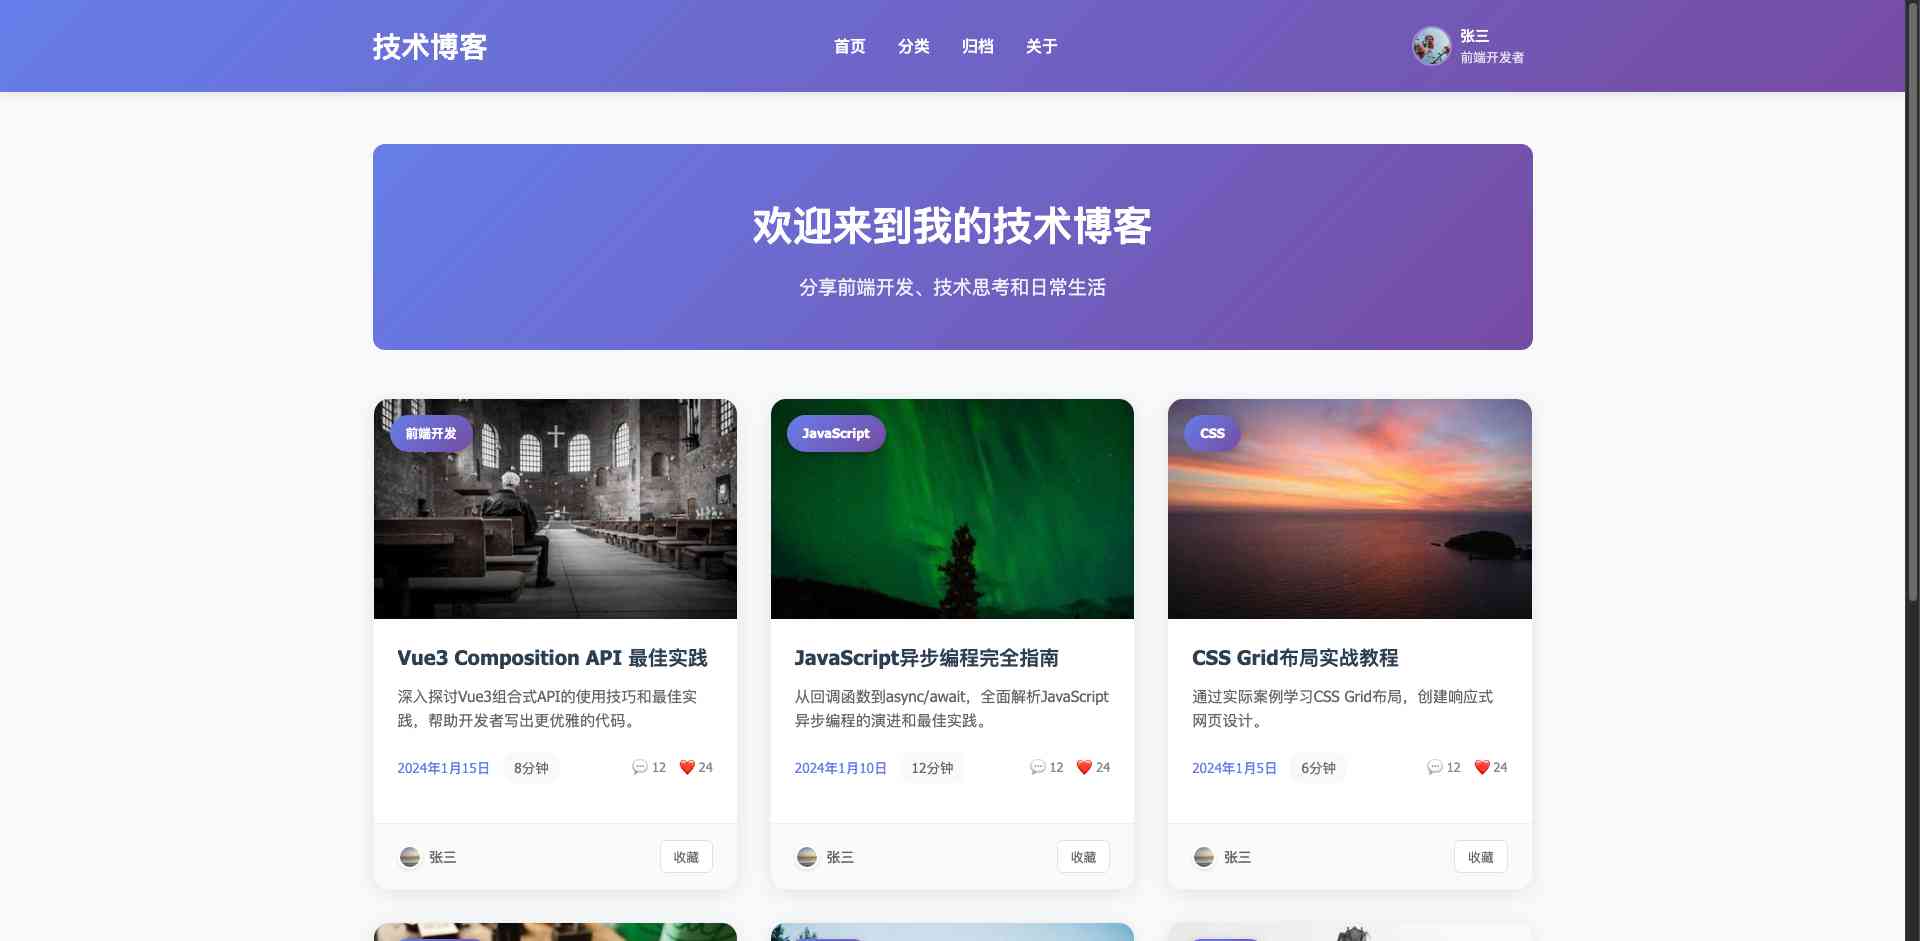 技术博客
首页 分类 归档 关于
张三
前端开发者
欢迎来到我的技术博客
分享前端开发、技术思考和日常生活
前端开发
Vue3 Composition API 最佳实践
深入探讨Vue3组合式API的使用技巧和最佳实
践，帮助开发者写出更优雅的代码。
2024年1月15日 8分钟 12 24
张三 收藏
JavaScript
JavaScript异步编程完全指南
从回调函数到async/await，全面解析JavaScript
异步编程的演进和最佳实践。
2024年1月10日 12分钟 12 24
张三 收藏
CSS
CSS Grid布局实战教程
通过实际案例学习CSS Grid布局，创建响应式
网页设计。
2024年1月5日 6分钟 12 24
张三 收藏